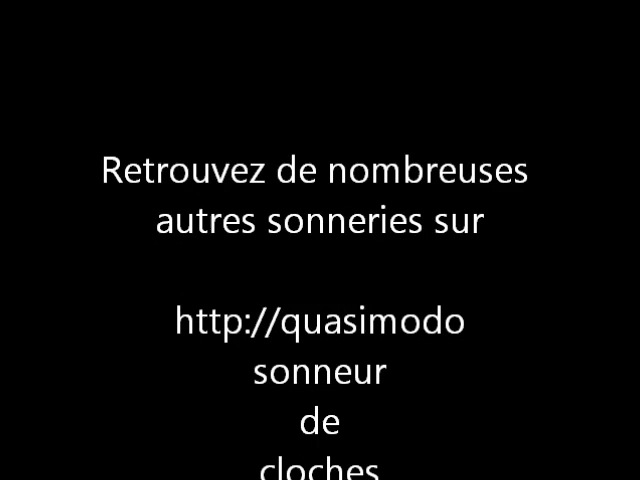 Retrouvez de nombreuses
autres sonneries sur
http://quasimodo
sonneur
de
cloches